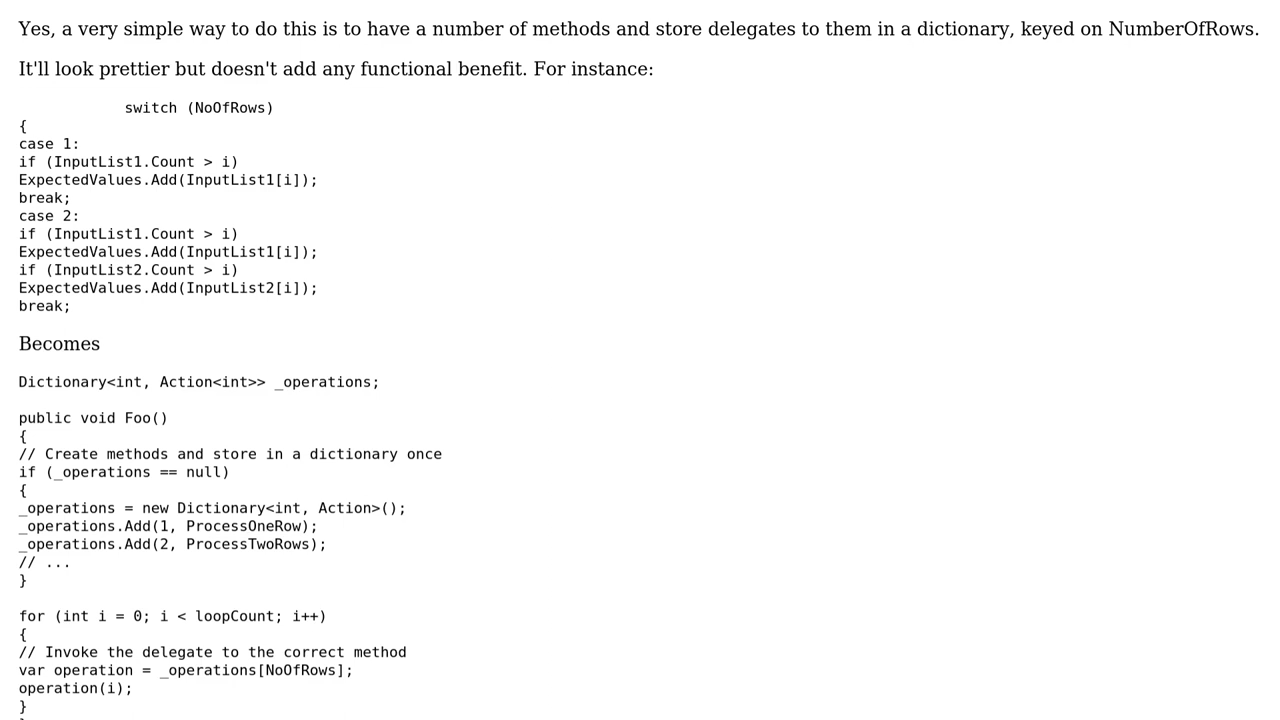 Yes, a very simple way to do this is to have a number of methods and store delegates to them in a dictionary, keyed on NumberOfRows.
It'll look prettier but doesn't add any functional benefit. For instance:
switch (NoOfRows)
{
case 1:
if (InputList1.Count > i)
ExpectedValues.Add(InputList1[i]);
break;
case 2:
if (InputList1.Count > i)
ExpectedValues.Add(InputList1[i]);
if (InputList2.Count > i)
ExpectedValues.Add(InputList2[i]);
break;
Becomes
Dictionary<int, Action<int>> _operations;
public void Foo()
{
// Create methods and store in a dictionary once
if (_operations == null)
{
_operations = new Dictionary<int, Action>();
_operations.Add(1, ProcessOneRow);
_operations.Add(2, ProcessTwoRows);
// ...
}
for (int i = 0; i < loopCount; i++)
{
// Invoke the delegate to the correct method
var operation = _operations[NoOfRows];
operation(i);
}